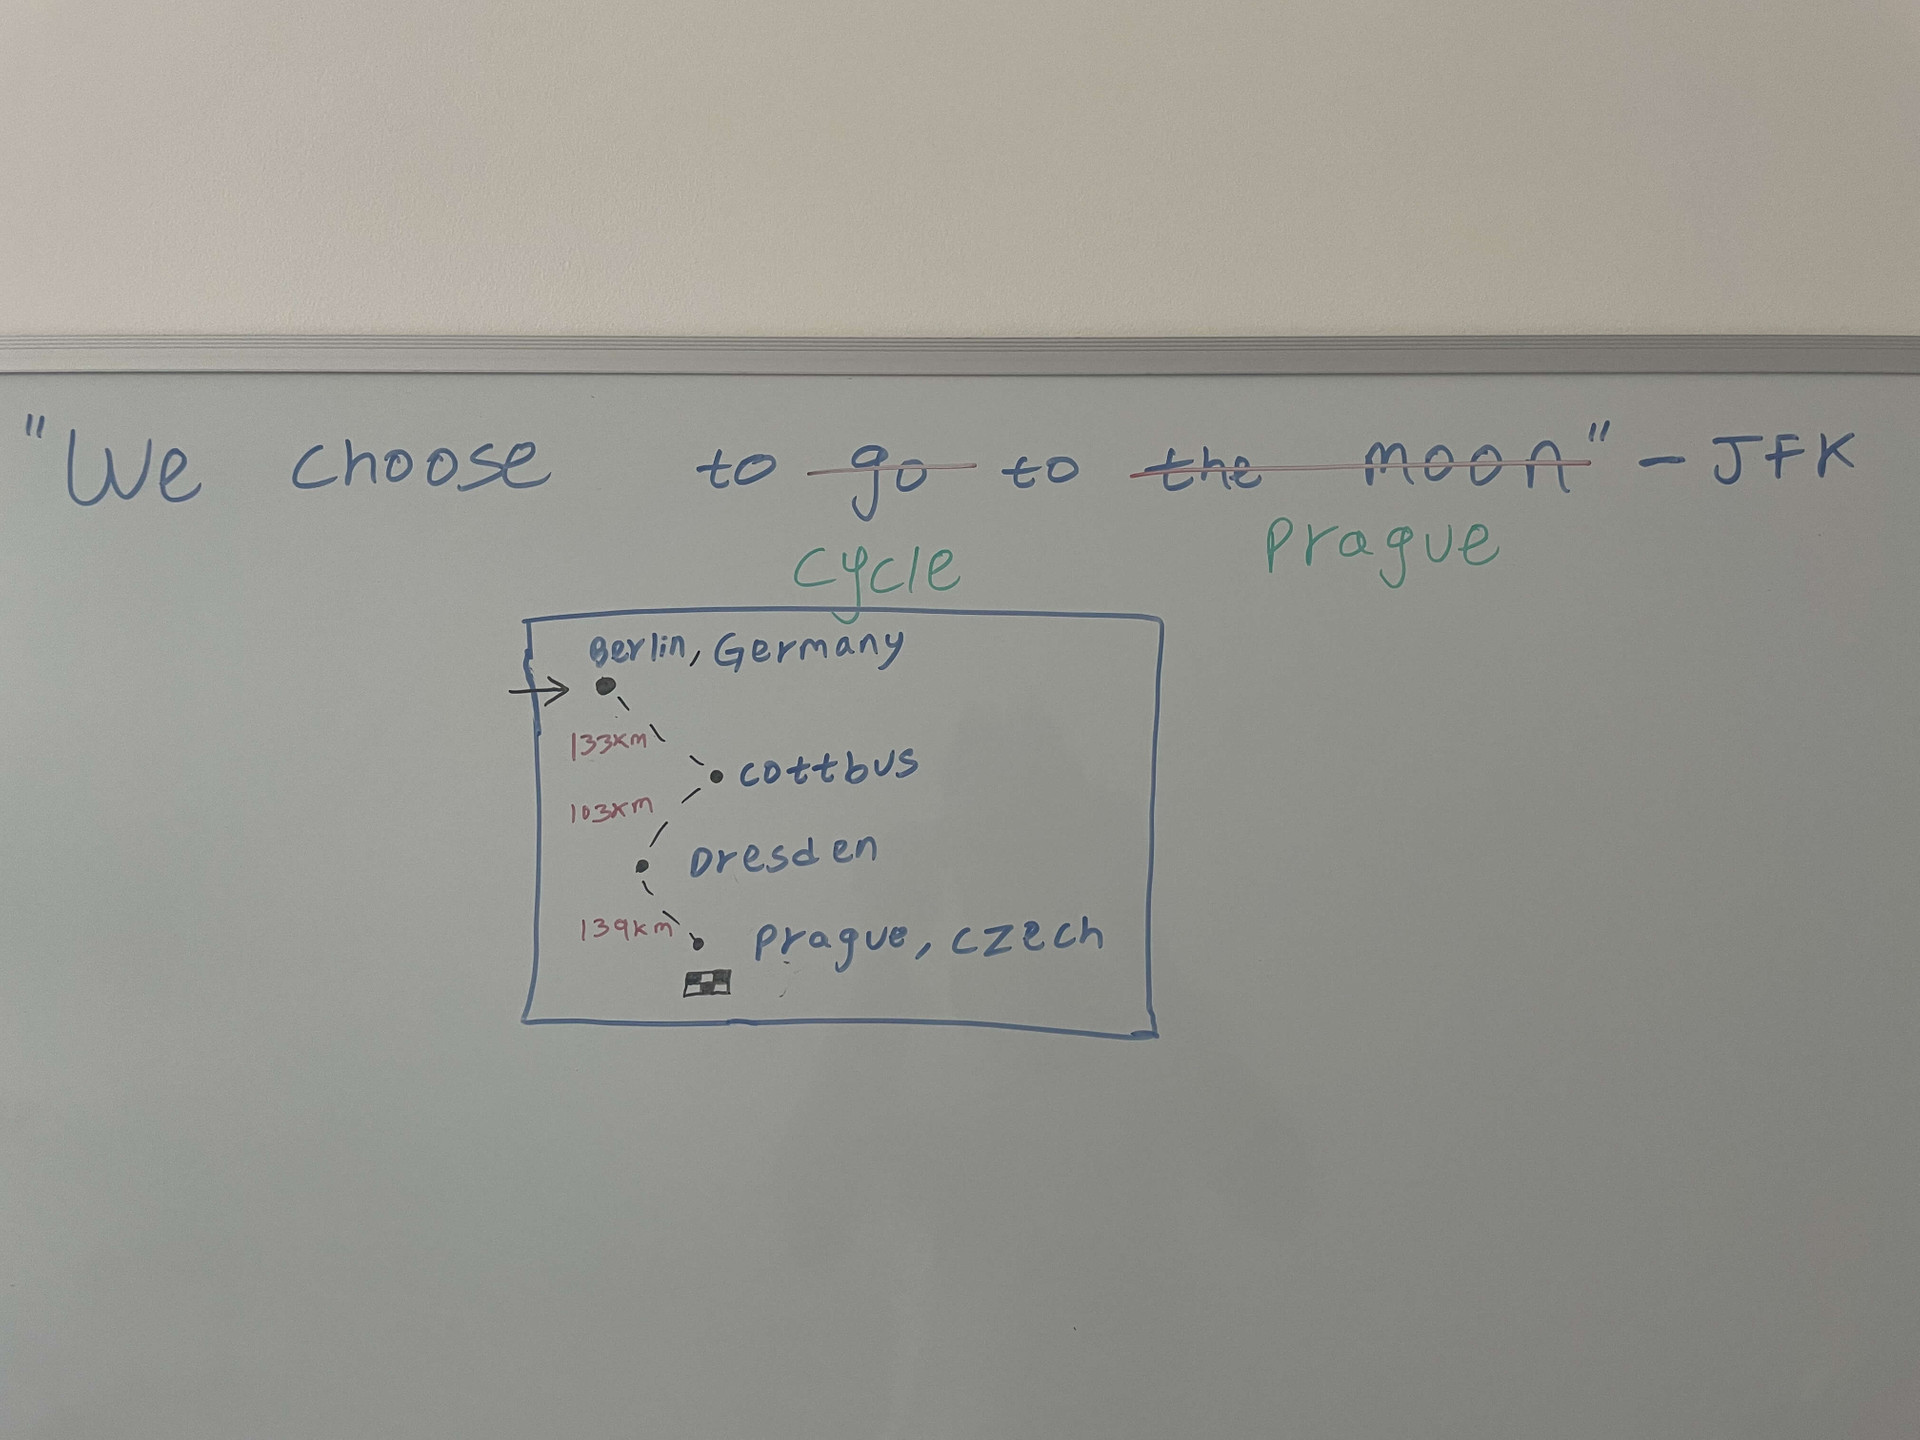 "We choose to go to the moon" - JFK
cycle prague
Berlin, Germany
133km
cottbus
103km
Dresden
139km
prague, czech